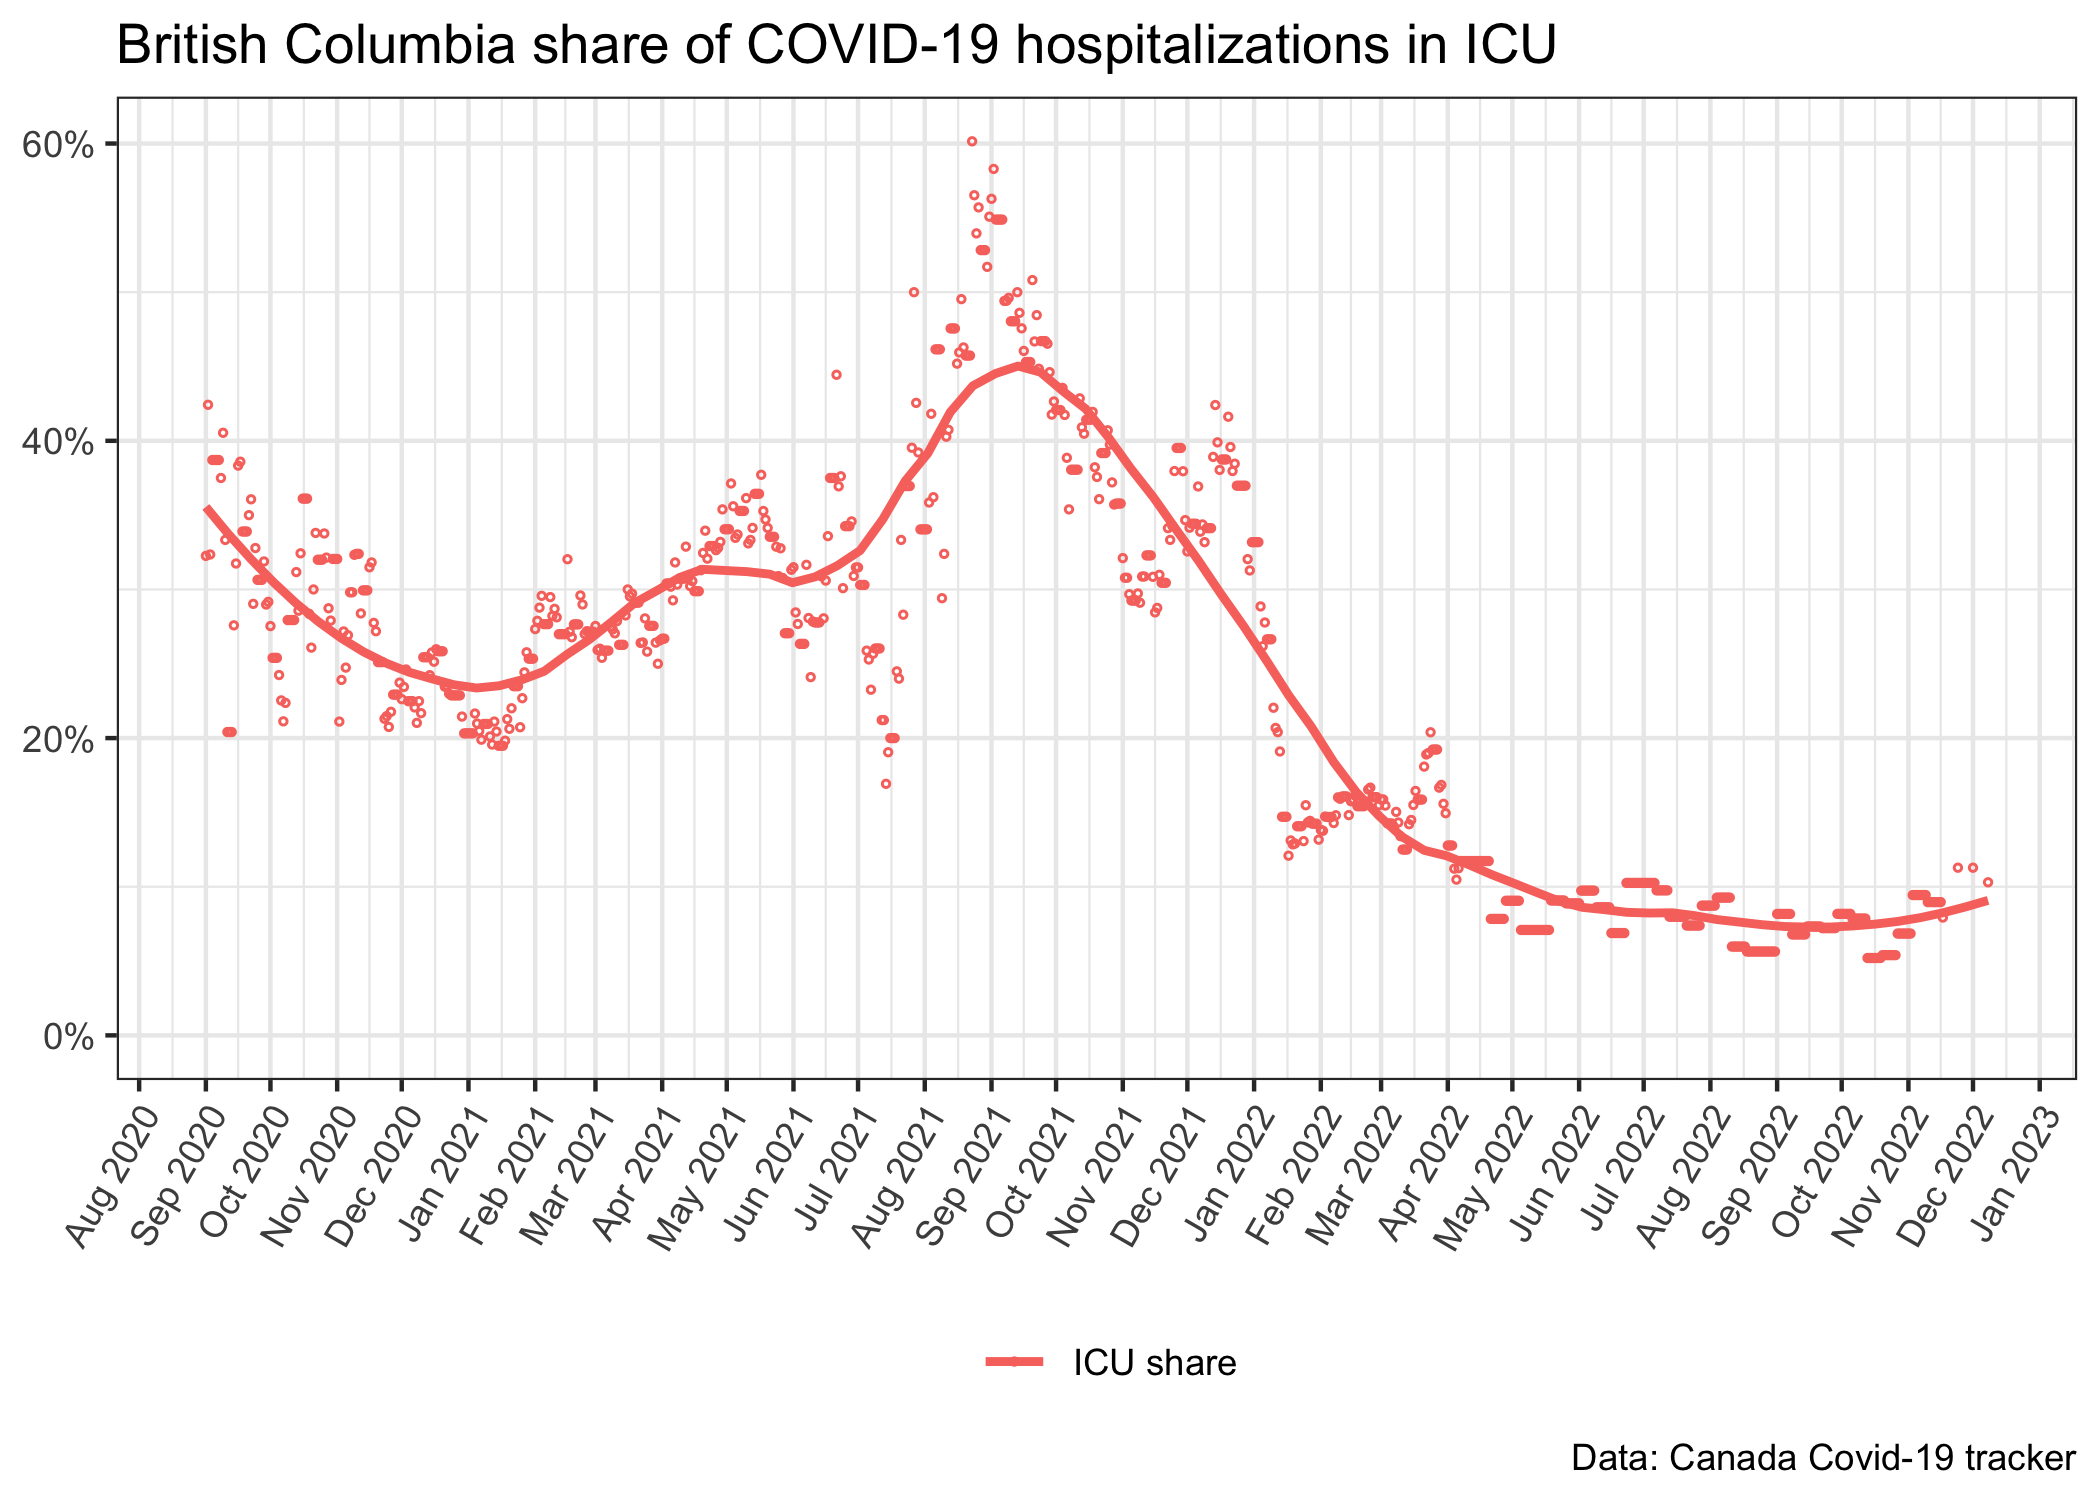 British Columbia share of COVID-19 hospitalizations in ICU
60%
40%
20%
0%
Aug 2020
Sep 2020
Oct 2020
Nov 2020
Dec 2020
Jan 2021
Feb 2021
Mar 2021
Apr 2021
May 2021
Jun 2021
Jul 2021
Aug 2021
Sep 2021
Oct 2021
Nov 2021
Dec 2021
Jan 2022
Feb 2022
Mar 2022
Apr 2022
May 2022
Jun 2022
Jul 2022
Aug 2022
Sep 2022
Oct 2022
Nov 2022
Dec 2022
Jan 2023
ICU share
Data: Canada Covid-19 tracker